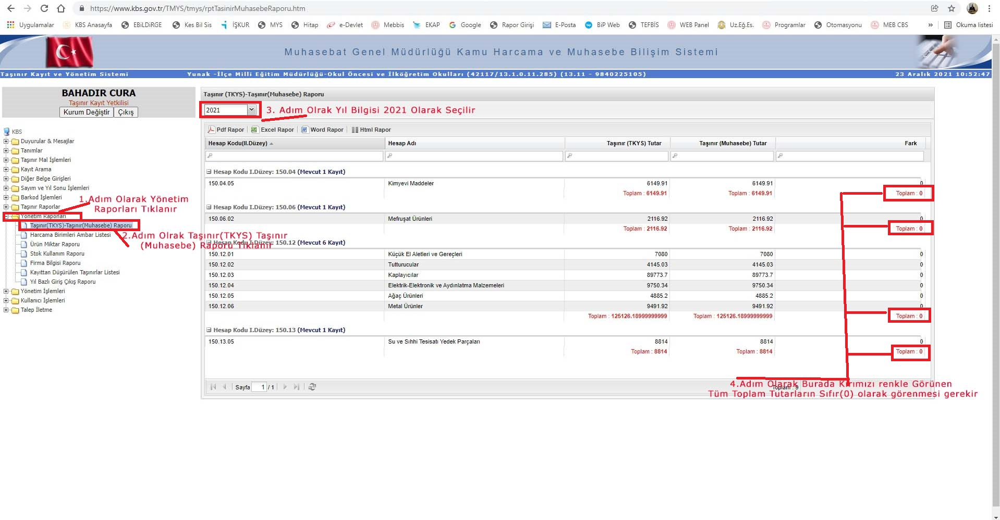 https://www.kbs.gov.tr/TMYS/tmys/rptTasinirMuhasebeRaporu.htm
Uygulamalar KBS Anasayfa EBiLDiRGE Kes Bil Sis İŞKUR MYS Hitap e-Devlet Mebbis EKAP Google Rapor Girişi E-Posta BiP Web TEFBİS WEB Panel Uz.Eğ.Es. Programlar Otomasyonu MEB CBS » Okuma listesi
Muhasebat Genel Müdürlüğü Kamu Harcama ve Muhasebe Bilişim Sistemi
Taşınır Kayıt ve Yönetim Sistemi Yunak -İlçe Milli Eğitim Müdürlüğü-Okul Öncesi ve İlköğretim Okulları (42117/13.1.0.11.285) (13.11 - 9840225105) 23 Aralık 2021 10:52:47
BAHADIR CURA
Taşınır Kayıt Yetkilisi
Kurum Değiştir Çıkış
KBS
Duyurular & Mesajlar
Tanımlar
Taşınır Mal İşlemleri
Kayıt Arama
Diğer Belge Girişleri
Sayım ve Yıl Sonu İşlemleri
Barkod İşlemleri
Taşınır Raporlar
Yönetim Raporları
Taşınır(TKYS)-Taşınır(Muhasebe) Raporu
Harcama Birimleri Ambar Listesi
Ürün Miktar Raporu
Stok Kullanım Raporu
Firma Bilgisi Raporu
Kayıttan Düşürülen Taşınırlar Listesi
Yıl Bazlı Giriş Çıkış Raporu
Yönetim İşlemleri
Kullanıcı İşlemleri
Talep İletme
1.Adım Olarak Yönetim
Raporları Tıklanır
2.Adım Olrak Taşınır(TKYS) Taşınır
(Muhasebe) Raporu Tıklanır
Taşınır (TKYS)-Taşınır(Muhasebe) Raporu
2021
3. Adım Olrak Yıl Bilgisi 2021 Olarak Seçilir
Pdf Rapor Excel Rapor Word Rapor Html Rapor
Hesap Kodu(II.Düzey) Hesap Adı Taşınır (TKYS) Tutar Taşınır (Muhasebe) Tutar Fark
Hesap Kodu I.Düzey: 150.04 (Mevcut 1 Kayıt)
150.04.05 Kimyevi Maddeler 6149.91 6149.91 0
Toplam : 6149.91 Toplam : 6149.91 Toplam : 0
Hesap Kodu I.Düzey: 150.06 (Mevcut 1 Kayıt)
150.06.02 Mefruşat Ürünleri 2116.92 2116.92 0
Toplam : 2116.92 Toplam : 2116.92 Toplam : 0
Hesap Kodu I.Düzey: 150.12 (Mevcut 6 Kayıt)
150.12.01 Küçük El Aletleri ve Gereçleri 7080 7080 0
150.12.02 Tutturucular 4145.03 4145.03 0
150.12.03 Kaplayıcılar 89773.7 89773.7 0
150.12.04 Elektrik-Elektronik ve Aydınlatma Malzemeleri 9750.34 9750.34 0
150.12.05 Ağaç Ürünleri 4885.2 4885.2 0
150.12.06 Metal Ürünler 9491.92 9491.92 0
Toplam : 125126.18999999999 Toplam : 125126.18999999999 Toplam : 0
Hesap Kodu I.Düzey: 150.13 (Mevcut 1 Kayıt)
150.13.05 Su ve Sıhhi Tesisatı Yedek Parçaları 8814 8814 0
Toplam : 8814 Toplam : 8814 Toplam : 0
Sayfa 1 / 1 Toplam : 9
4.Adım Olarak Burada Kırımızı renkle Görünen
Tüm Toplam Tutarların Sıfır(0) olarak görenmesi gerekir